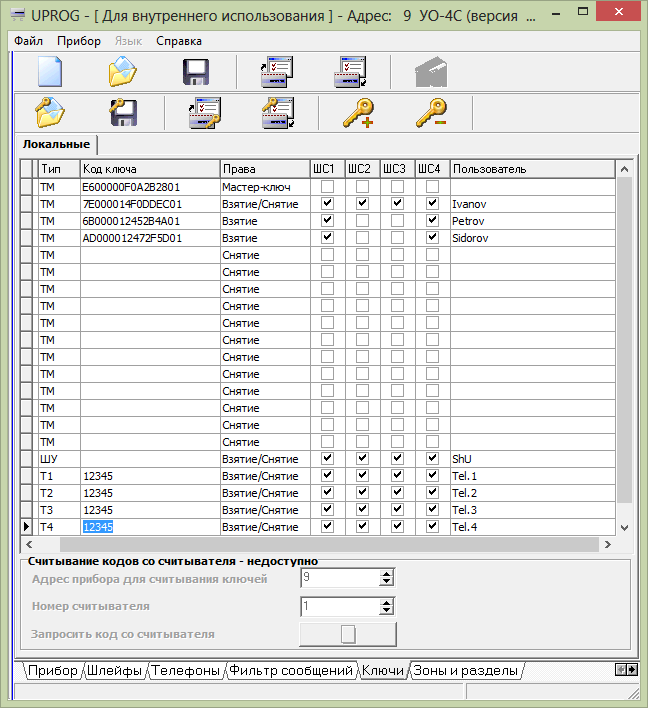 UPROG - [ Для внутреннего использования ] - Адрес: 9 УО-4С (версия ...
Файл Прибор Язык Справка
Локальные
Тип Код ключа Права ШС1 ШС2 ШС3 ШС4 Пользователь
ТМ E600000F0A2B2801 Мастер-ключ
ТМ 7E000014F0DDEC01 Взятие/Снятие Ivanov
ТМ 6B000012452B4A01 Взятие Petrov
ТМ AD000012472F5D01 Взятие Sidorov
ТМ Снятие
ТМ Снятие
ТМ Снятие
ТМ Снятие
ТМ Снятие
ТМ Снятие
ТМ Снятие
ТМ Снятие
ТМ Снятие
ТМ Снятие
ТМ Снятие
ТМ Снятие
ШУ Взятие/Снятие ShU
Т1 12345 Взятие/Снятие Tel.1
Т2 12345 Взятие/Снятие Tel.2
Т3 12345 Взятие/Снятие Tel.3
Т4 12345 Взятие/Снятие Tel.4
Считывание кодов со считывателя - недоступно
Адрес прибора для считывания ключей 9
Номер считывателя 1
Запросить код со считывателя
Прибор Шлейфы Телефоны Фильтр сообщений Ключи Зоны и разделы